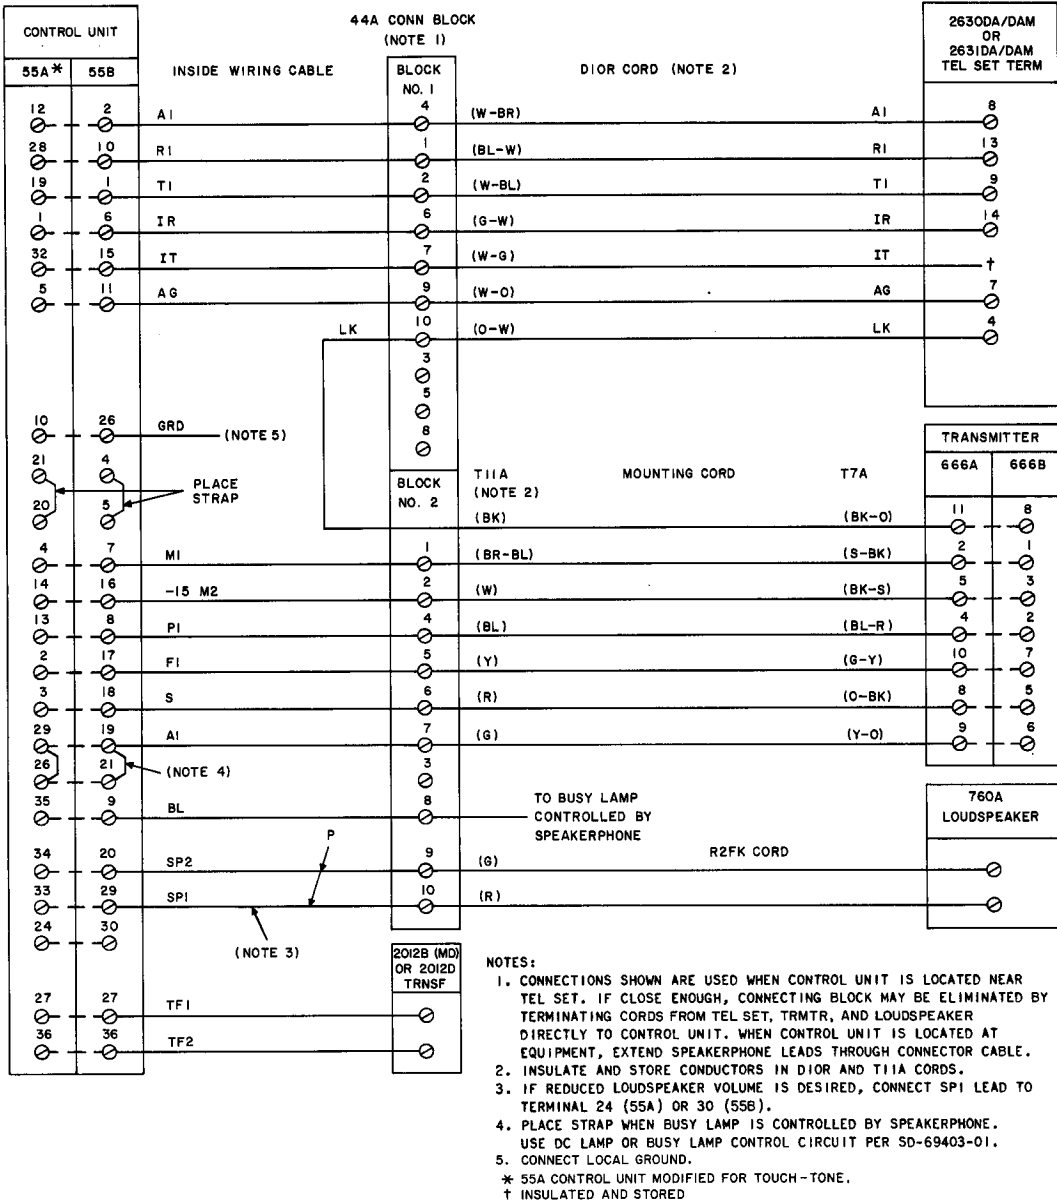 CONTROL UNIT
55A* 55B
INSIDE WIRING CABLE
44A CONN BLOCK
(NOTE 1)
BLOCK
NO. 1
DIOR CORD (NOTE 2)
2630DA/DAM
OR
2631DA/DAM
TEL SET TERM
12 2 A1 4 (W-BR) A1 8
28 10 R1 1 (BL-W) R1 13
19 1 T1 2 (W-BL) T1 9
1 6 IR 6 (G-W) IR 14
32 15 IT 7 (W-G) IT †
5 11 AG 9 (W-O) AG 7
LK 10 (O-W) LK 4
3
5
8
10 26 GRD (NOTE 5)
21 4
20 5
PLACE
STRAP
BLOCK
NO. 2
T11A
(NOTE 2)
MOUNTING CORD
T7A
TRANSMITTER
666A 666B
(BK) (BK-O) 11 8
4 7 M1 1 (BR-BL) (S-BK) 2 1
14 16 -15 M2 2 (W) (BK-S) 5 3
13 8 P1 4 (BL) (BL-R) 4 2
2 17 F1 5 (Y) (G-Y) 10 7
3 18 S 6 (R) (O-BK) 8 5
29 19 A1 7 (G) (Y-O) 9 6
26 21 (NOTE 4) 3
35 9 BL 8
TO BUSY LAMP
CONTROLLED BY
SPEAKERPHONE
760A
LOUDSPEAKER
P
34 20 SP2 9 (G) R2FK CORD
33 29 SP1 10 (R)
24 30
(NOTE 3)
2012B (MD)
OR 2012D
TRNSF
27 27 TF1
36 36 TF2
NOTES:
1. CONNECTIONS SHOWN ARE USED WHEN CONTROL UNIT IS LOCATED NEAR
TEL SET. IF CLOSE ENOUGH, CONNECTING BLOCK MAY BE ELIMINATED BY
TERMINATING CORDS FROM TEL SET, TRMTR, AND LOUDSPEAKER
DIRECTLY TO CONTROL UNIT. WHEN CONTROL UNIT IS LOCATED AT
EQUIPMENT, EXTEND SPEAKERPHONE LEADS THROUGH CONNECTOR CABLE.
2. INSULATE AND STORE CONDUCTORS IN DIOR AND T11A CORDS.
3. IF REDUCED LOUDSPEAKER VOLUME IS DESIRED, CONNECT SP1 LEAD TO
TERMINAL 24 (55A) OR 30 (55B).
4. PLACE STRAP WHEN BUSY LAMP IS CONTROLLED BY SPEAKERPHONE.
USE DC LAMP OR BUSY LAMP CONTROL CIRCUIT PER SD-69403-01.
5. CONNECT LOCAL GROUND.
* 55A CONTROL UNIT MODIFIED FOR TOUCH-TONE.
† INSULATED AND STORED